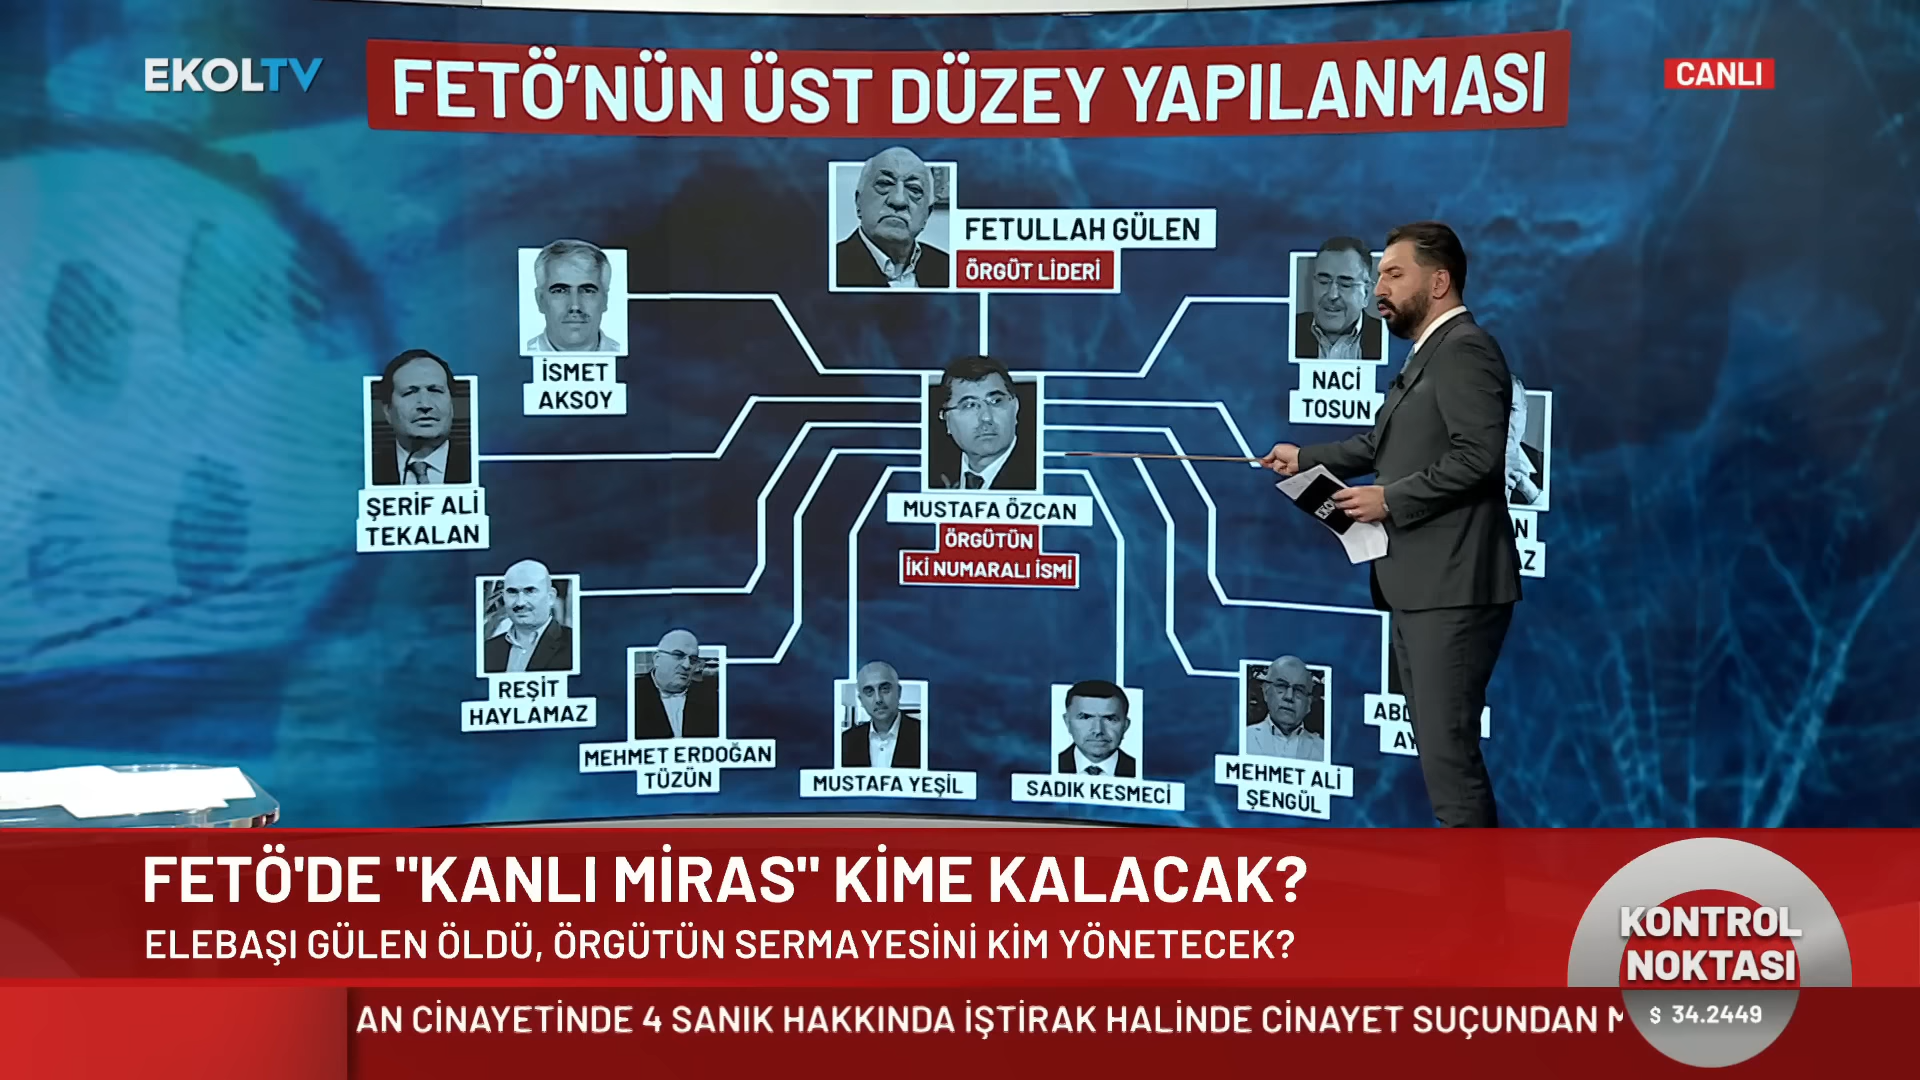 EKOLTV
FETÖ'NÜN ÜST DÜZEY YAPILANMASI
CANLI
FETULLAH GÜLEN
ÖRGÜT LİDERİ
İSMET
AKSOY
NACİ
TOSUN
ŞERİF ALİ
TEKALAN
MUSTAFA ÖZCAN
ÖRGÜTÜN
İKİ NUMARALI İSMİ
REŞİT
HAYLAMAZ
MEHMET ERDOĞAN
TÜZÜN
MUSTAFA YEŞİL
SADIK KESMECİ
MEHMET ALİ
ŞENGÜL
FETÖ'DE "KANLI MİRAS" KİME KALACAK?
ELEBAŞI GÜLEN ÖLDÜ, ÖRGÜTÜN SERMAYESİNİ KİM YÖNETECEK?
KONTROL
NOKTASI
AN CİNAYETİNDE 4 SANIK HAKKINDA İŞTİRAK HALİNDE CİNAYET SUÇUNDAN
$ 34.2449